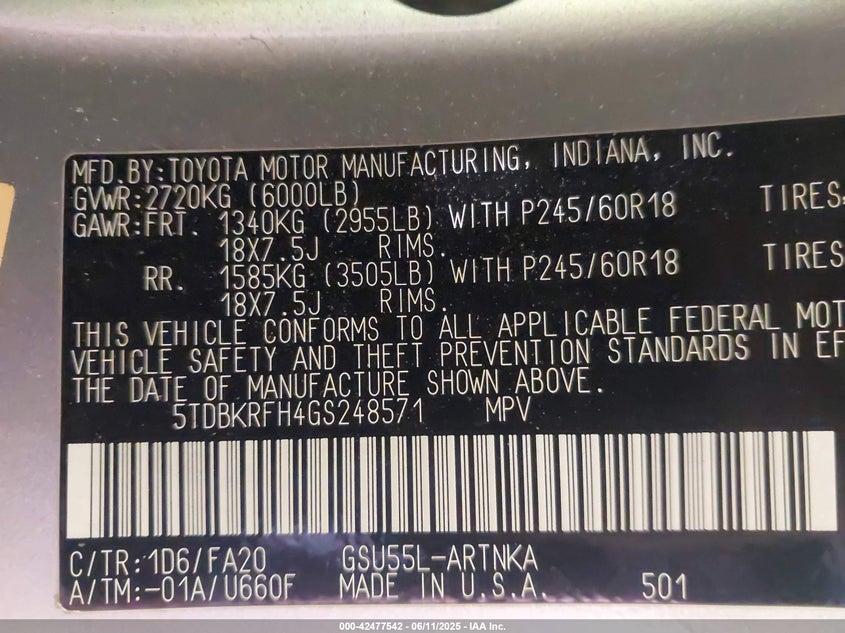 MFD.BY:TOYOTA MOTOR MANUFACTURING, INDIANA, INC.
GVWR:2720KG (6000LB)
GAWR:FRT. 1340KG (2955LB) WITH P245/60R18 TIRES,
18X7.5J RIMS.
RR. 1585KG (3505LB) WITH P245/60R18 TIRES
18X7.5J RIMS.
THIS VEHICLE CONFORMS TO ALL APPLICABLE FEDERAL MOT
VEHICLE SAFETY AND THEFT PREVENTION STANDARDS IN EF
THE DATE OF MANUFACTURE SHOWN ABOVE.
5TDBKRFH4GS248571 MPV
C/TR:1D6/FA20 GSU55L-ARTNKA
A/TM:-01A/U660F MADE IN U.S.A. 501
000-42477542 - 06/11/2025 - IAA Inc.